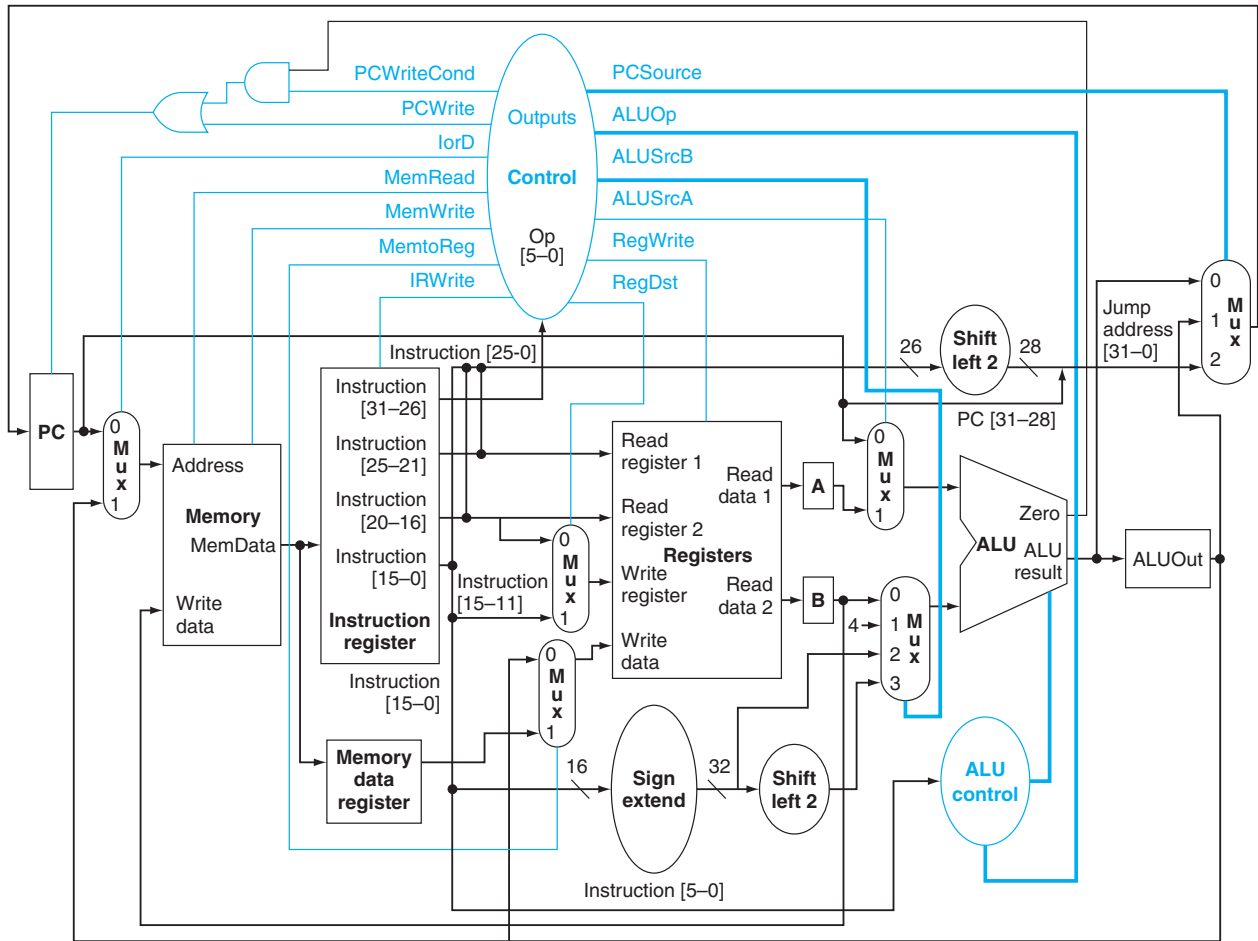 PCWriteCond
PCWrite
IorD
MemRead
MemWrite
MemtoReg
IRWrite
Outputs
Control
Op
[5–0]
PCSource
ALUOp
ALUSrcB
ALUSrcA
RegWrite
RegDst
PC
0
M
u
x
1
Address
Memory
MemData
Write
data
Instruction [25-0]
Instruction
[31–26]
Instruction
[25–21]
Instruction
[20–16]
Instruction
[15–0]
Instruction
register
Instruction
[15–11]
Instruction
[15–0]
Memory
data
register
0
M
u
x
1
0
M
u
x
1
Read
register 1
Read
register 2
Registers
Write
register
Write
data
Read
data 1
Read
data 2
A
B
16
Sign
extend
32
Shift
left 2
Instruction [5–0]
26
Shift
left 2
28
PC [31–28]
Jump
address
[31–0]
0
M
u
x
1
4
0
1
2
3
M
u
x
Zero
ALU
ALU
result
ALUOut
ALU
control
0
1
2
M
u
x